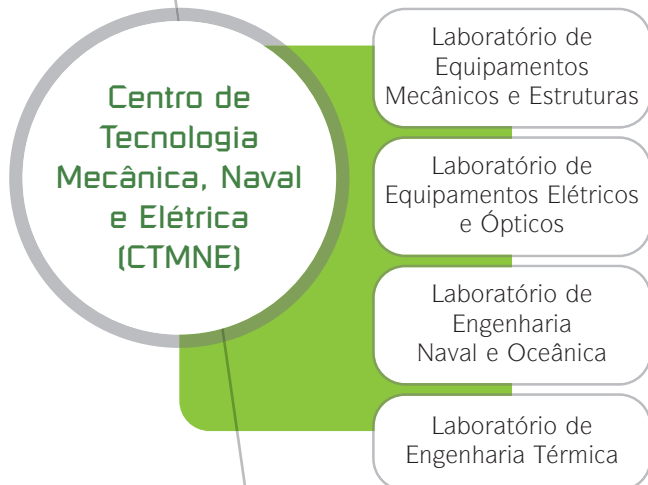 Centro de
Tecnologia
Mecânica, Naval
e Elétrica
(CTMNE)
Laboratório de
Equipamentos
Mecânicos e Estruturas
Laboratório de
Equipamentos Elétricos
e Ópticos
Laboratório de
Engenharia
Naval e Oceânica
Laboratório de
Engenharia Térmica